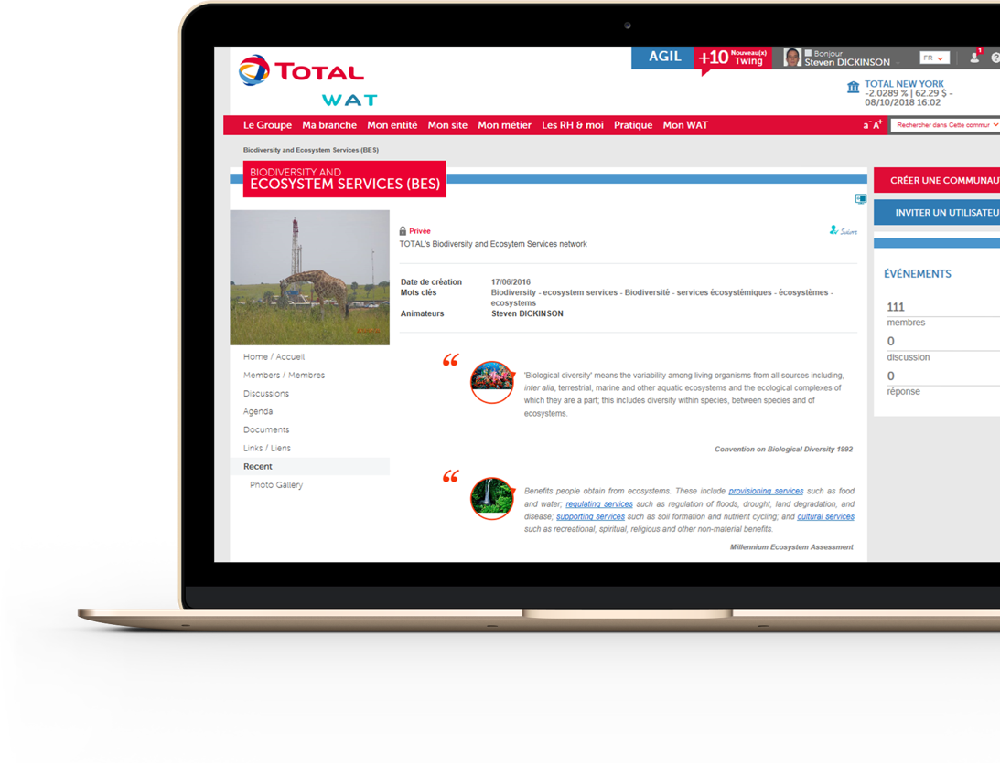 TOTAL
WAT
AGIL
+10 Nouveau(x)
Twing
Bonjour
Steven DICKINSON
FR
1
TOTAL NEW YORK
-2.0289 % | 62.29 $ -
08/10/2018 16:02
Le Groupe Ma branche Mon entité Mon site Mon métier Les RH & moi Pratique Mon WAT
a- A+ Rechercher dans Cette commur
Biodiversity and Ecosystem Services (BES)
BIODIVERSITY AND
ECOSYSTEM SERVICES (BES)
CRÉER UNE COMMUNAU
INVITER UN UTILISATEU
Privée
TOTAL's Biodiversity and Ecosytem Services network
Date de création 17/06/2016
Mots clés Biodiversity - ecosystem services - Biodiversité - services écosystémiques - écosystèmes -
ecosystems
Animateurs Steven DICKINSON
ÉVÉNEMENTS
111
membres
0
discussion
0
réponse
Home / Accueil
Members / Membres
Discussions
Agenda
Documents
Links / Liens
Recent
Photo Gallery
'Biological diversity' means the variability among living organisms from all sources including,
inter alia, terrestrial, marine and other aquatic ecosystems and the ecological complexes of
which they are a part; this includes diversity within species, between species and of
ecosystems.
Convention on Biological Diversity 1992
Benefits people obtain from ecosystems. These include provisioning services such as food
and water; regulating services such as regulation of floods, drought, land degradation, and
disease; supporting services such as soil formation and nutrient cycling; and cultural services
such as recreational, spiritual, religious and other non-material benefits.
Millennium Ecosystem Assessment